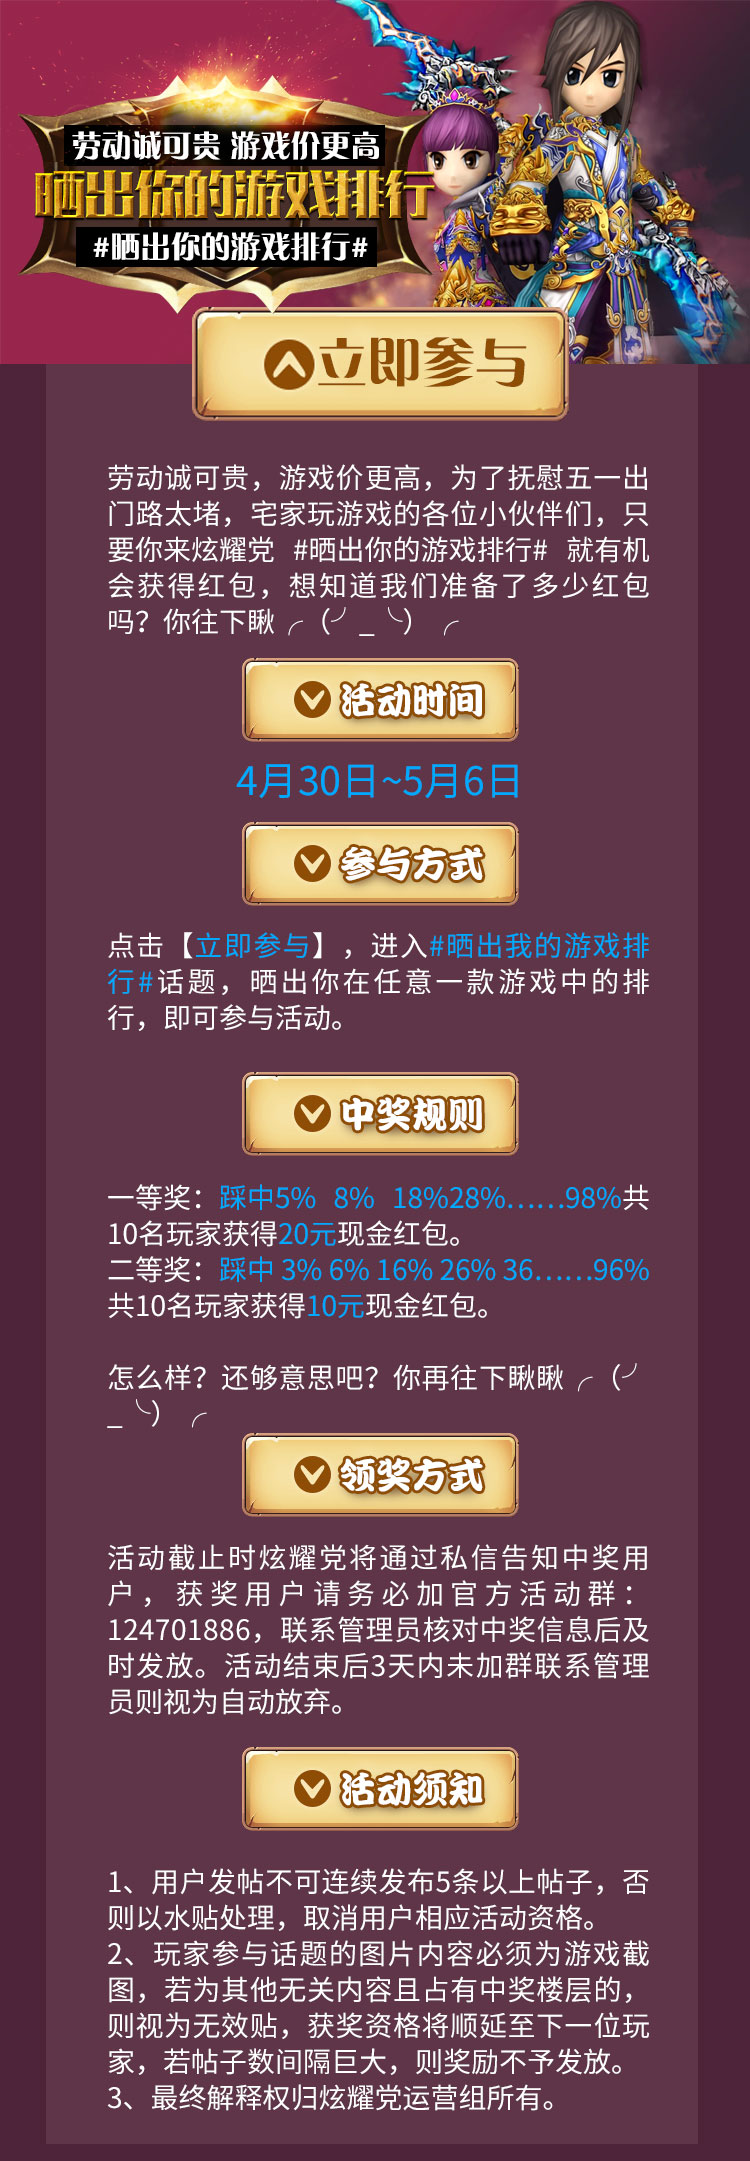 劳动诚可贵 游戏价更高
晒出你的游戏排行
#晒出你的游戏排行#
立即参与
劳动诚可贵，游戏价更高，为了抚慰五一出
门路太堵，宅家玩游戏的各位小伙伴们，只
要你来炫耀党 #晒出你的游戏排行# 就有机
会获得红包，想知道我们准备了多少红包
吗？你往下瞅╭（╯_╰）╭
活动时间
4月30日~5月6日
参与方式
点击【立即参与】，进入#晒出我的游戏排
行#话题，晒出你在任意一款游戏中的排
行，即可参与活动。
中奖规则
一等奖：踩中5% 8% 18%28%……98%共
10名玩家获得20元现金红包。
二等奖：踩中 3% 6% 16% 26% 36……96%
共10名玩家获得10元现金红包。
怎么样？还够意思吧？你再往下瞅瞅╭（╯
_╰）╭
领奖方式
活动截止时炫耀党将通过私信告知中奖用
户，获奖用户请务必加官方活动群：
124701886，联系管理员核对中奖信息后及
时发放。活动结束后3天内未加群联系管理
员则视为自动放弃。
活动须知
1、用户发帖不可连续发布5条以上帖子，否
则以水贴处理，取消用户相应活动资格。
2、玩家参与话题的图片内容必须为游戏截
图，若为其他无关内容且占有中奖楼层的，
则视为无效贴，获奖资格将顺延至下一位玩
家，若帖子数间隔巨大，则奖励不予发放。
3、最终解释权归炫耀党运营组所有。